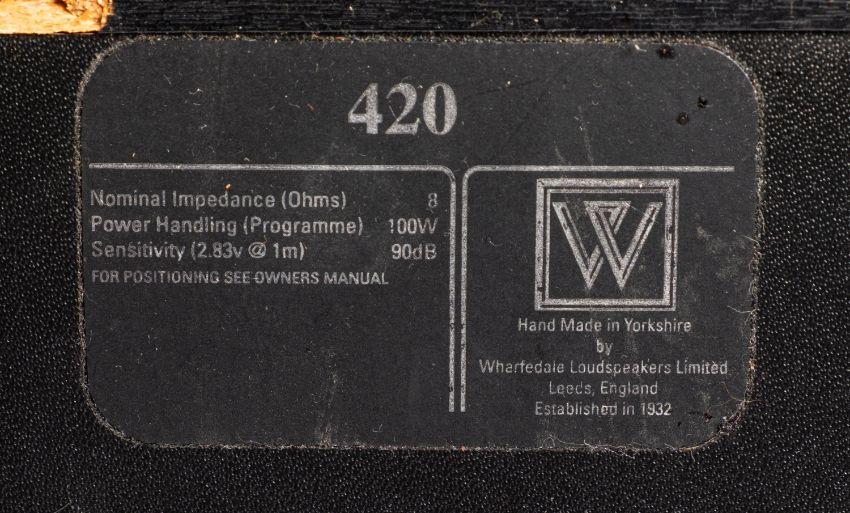 420
Nominal Impedance (Ohms) 8
Power Handling (Programme) 100W
Sensitivity (2.83v @ 1m) 90dB
FOR POSITIONING SEE OWNERS MANUAL
W
Hand Made in Yorkshire
by
Wharfedale Loudspeakers Limited
Leeds, England
Established in 1932